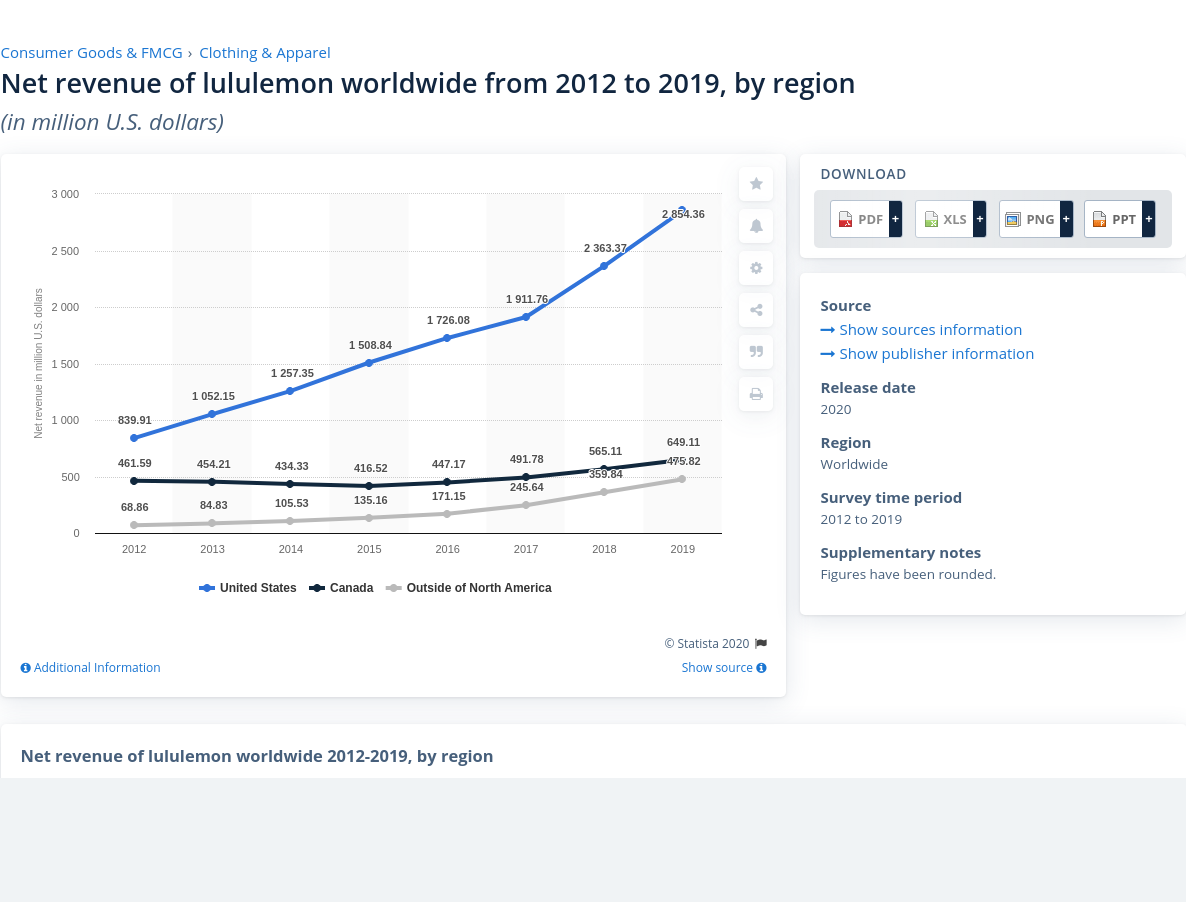 Consumer Goods & FMCG › Clothing & Apparel
Net revenue of lululemon worldwide from 2012 to 2019, by region
(in million U.S. dollars)
Net revenue in million U.S. dollars
3 000
2 500
2 000
1 500
1 000
500
0
839.91
1 052.15
1 257.35
1 508.84
1 726.08
1 911.76
2 363.37
2 854.36
461.59
454.21
434.33
416.52
447.17
491.78
565.11
649.11
68.86
84.83
105.53
135.16
171.15
245.64
359.84
475.82
2012 2013 2014 2015 2016 2017 2018 2019
United States Canada Outside of North America
© Statista 2020
Additional Information Show source
DOWNLOAD
PDF + XLS + PNG + PPT +
Source
Show sources information
Show publisher information
Release date
2020
Region
Worldwide
Survey time period
2012 to 2019
Supplementary notes
Figures have been rounded.
Net revenue of lululemon worldwide 2012-2019, by region